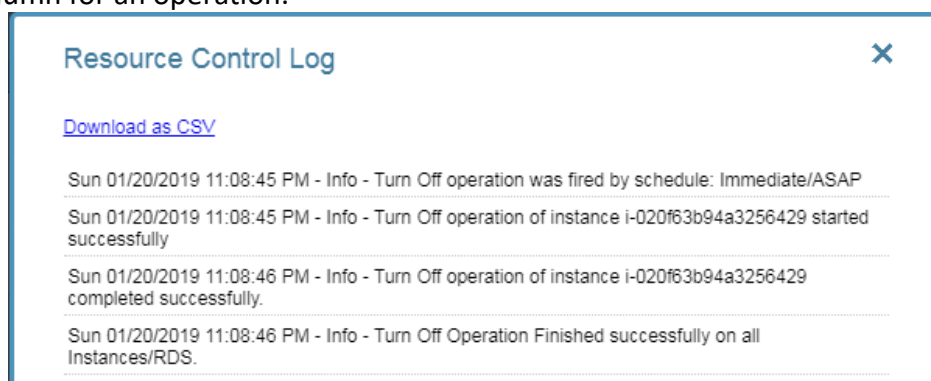 for an operation.
Resource Control Log
Download as CSV
Sun 01/20/2019 11:08:45 PM - Info - Turn Off operation was fired by schedule: Immediate/ASAP
Sun 01/20/2019 11:08:45 PM - Info - Turn Off operation of instance i-020f63b94a3256429 started
successfully
Sun 01/20/2019 11:08:46 PM - Info - Turn Off operation of instance i-020f63b94a3256429
completed successfully.
Sun 01/20/2019 11:08:46 PM - Info - Turn Off Operation Finished successfully on all
Instances/RDS.